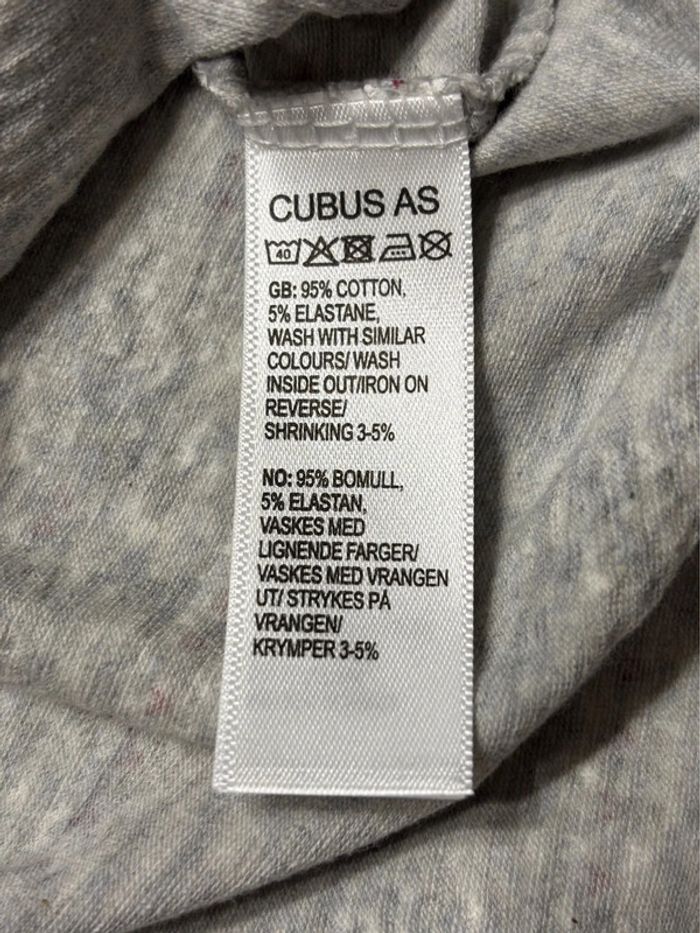 CUBUS AS
40
GB: 95% COTTON,
5% ELASTANE,
WASH WITH SIMILAR
COLOURS/ WASH
INSIDE OUT/IRON ON
REVERSE/
SHRINKING 3-5%
NO: 95% BOMULL,
5% ELASTAN,
VASKES MED
LIGNENDE FARGER/
VASKES MED VRANGEN
UT/ STRYKES PÅ
VRANGEN/
KRYMPER 3-5%